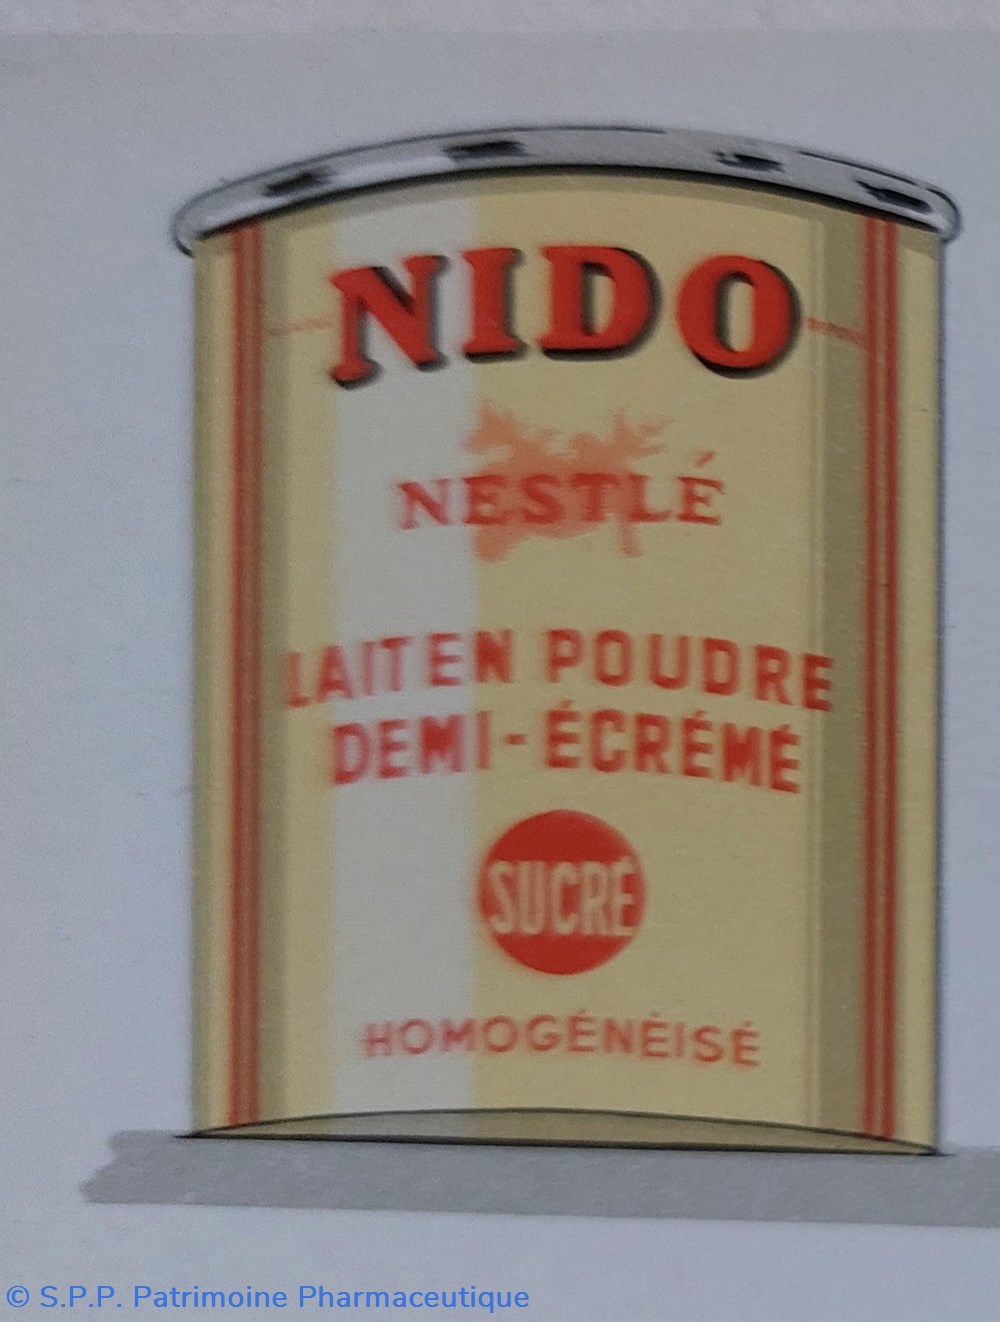 NIDO
NESTLÉ
LAIT EN POUDRE
DEMI-ÉCRÉMÉ
SUCRÉ
HOMOGÉNÉISÉ
© S.P.P. Patrimoine Pharmaceutique